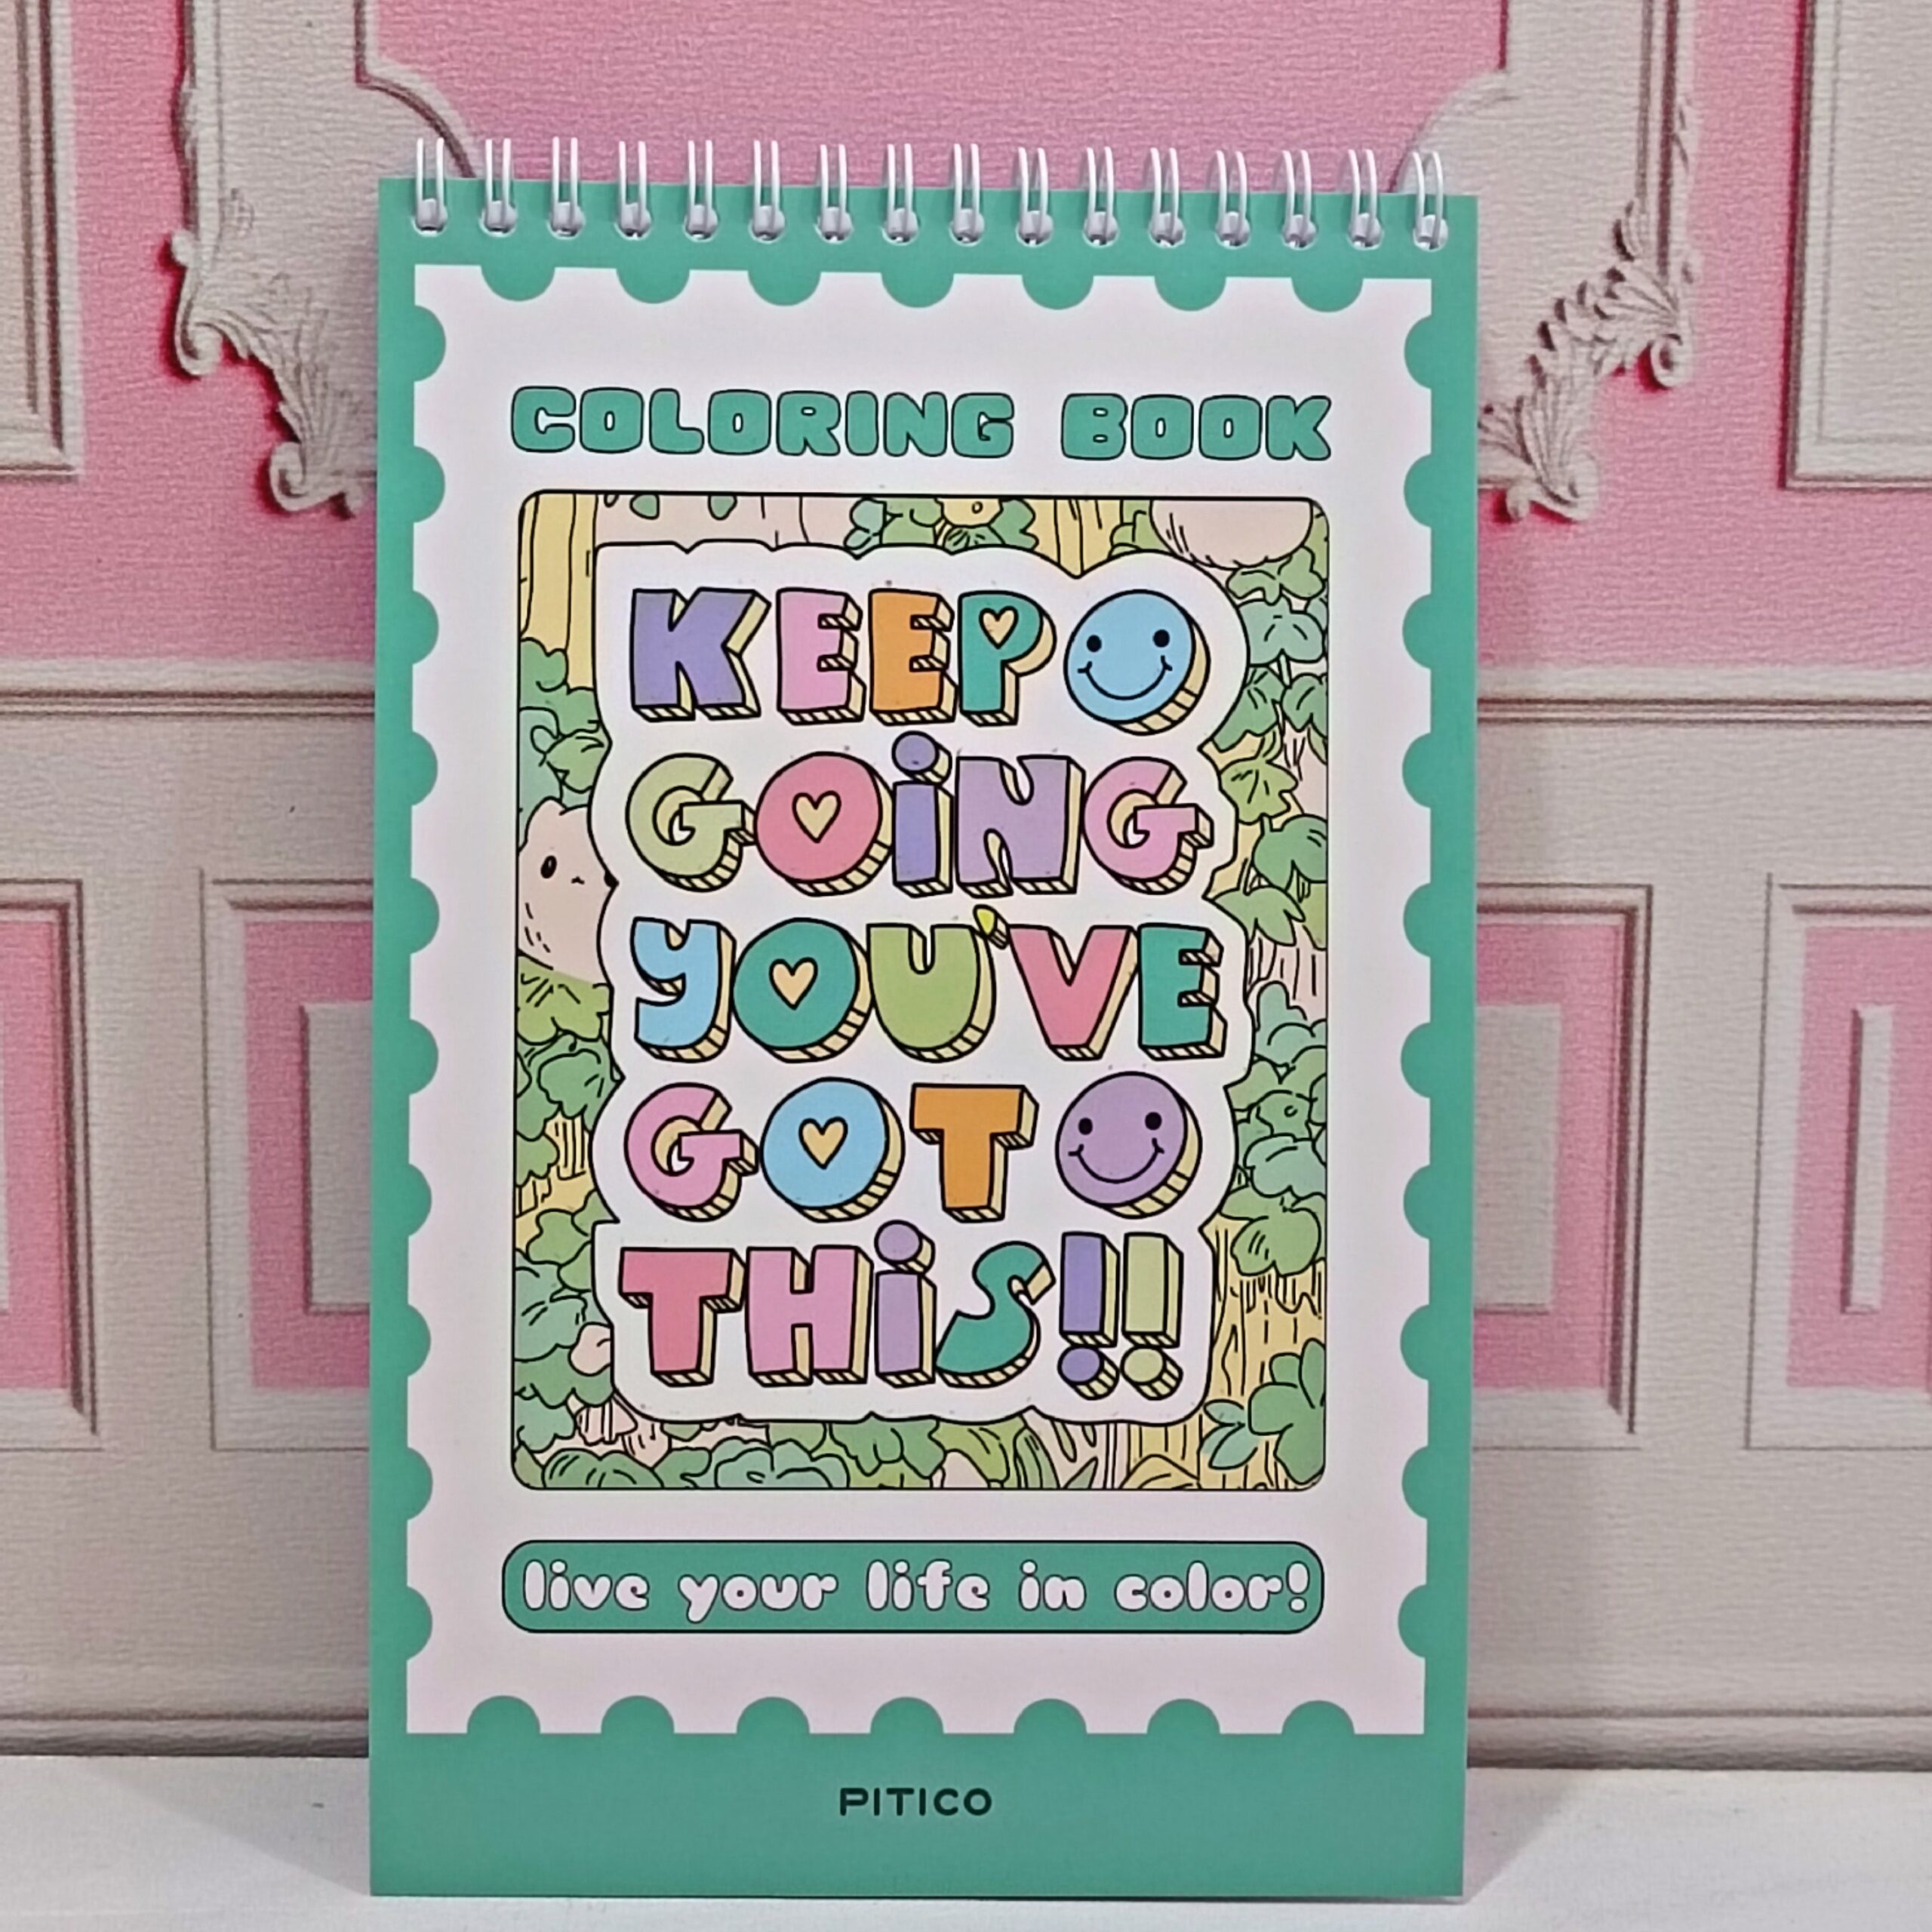 COLORING BOOK
KEEP
GOiNG
YOU'VE
GOT
THiS!!
live your life in color!
PITICO